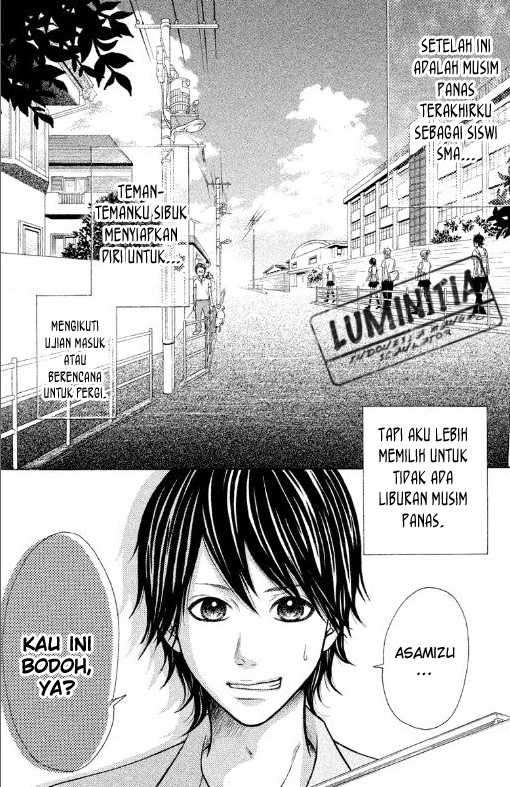 SETELAH INI
ADALAH MUSIM
PANAS
TERAKHIRKU
SEBAGAI SISWI
SMA....
TEMAN-
TEMANKU SIBUK
MENYIAPKAN
DIRI UNTUK...
MENGIKUTI
UJIAN MASUK
ATAU
BERENCANA
UNTUK PERGI.
LUMINITIA
TAPI AKU LEBIH
MEMILIH UNTUK
TIDAK ADA
LIBURAN MUSIM
PANAS.
ASAMIZU
...
KAU INI
BODOH,
YA?